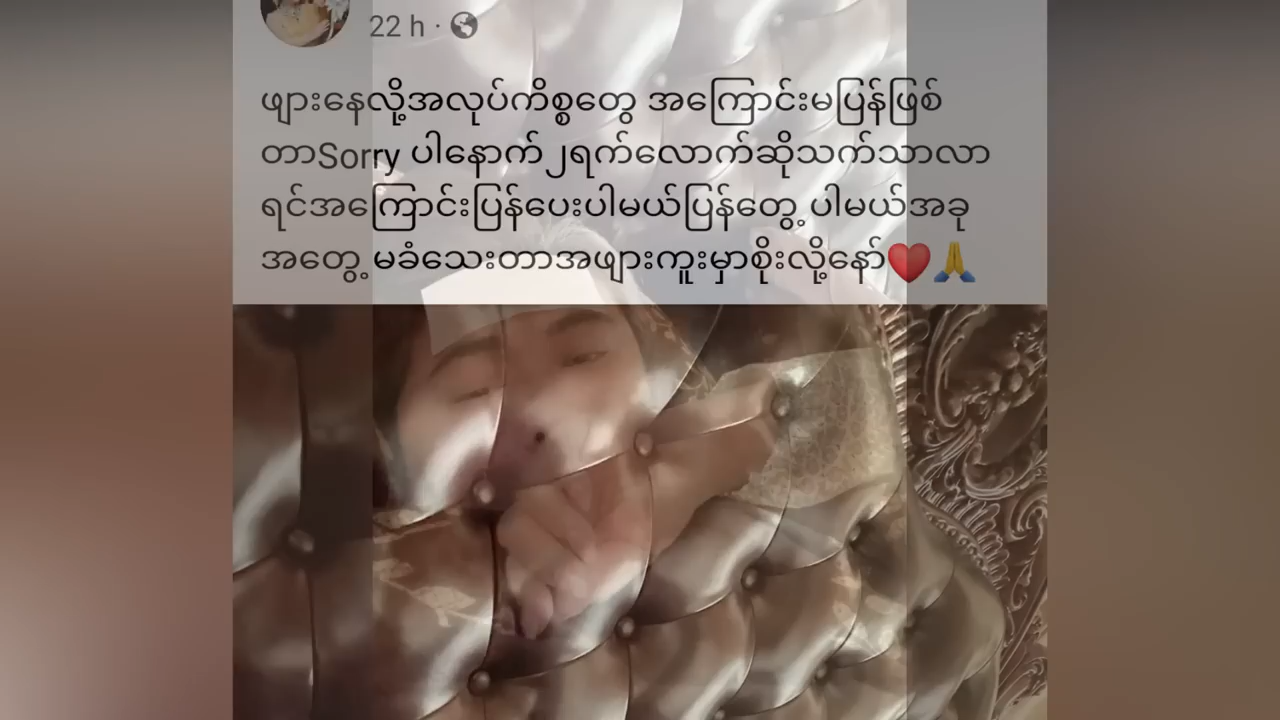 22 h ·
ဖျားနေလို့အလုပ်ကိစ္စတွေ အကြောင်းမပြန်ဖြစ်
တာSorry ပါနောက်၂ရက်လောက်ဆိုသက်သာလာ
ရင်အကြောင်းပြန်ပေးပါမယ်ပြန်တွေ့ ပါမယ်အခု
အတွေ့ မခံသေးတာအဖျားကူးမှာစိုးလို့နော်❤️🙏